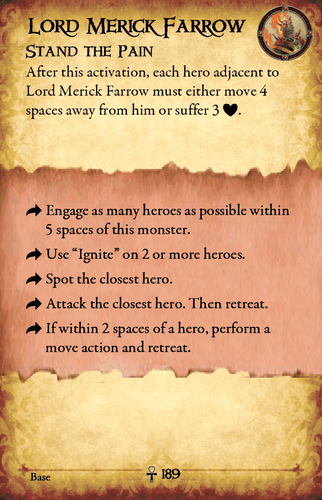 Lord Merick Farrow
Stand the Pain
After this activation, each hero adjacent to
Lord Merick Farrow must either move 4
spaces away from him or suffer 3 ♥.
Engage as many heroes as possible within
5 spaces of this monster.
Use “Ignite” on 2 or more heroes.
Spot the closest hero.
Attack the closest hero. Then retreat.
If within 2 spaces of a hero, perform a
move action and retreat.
Base
189